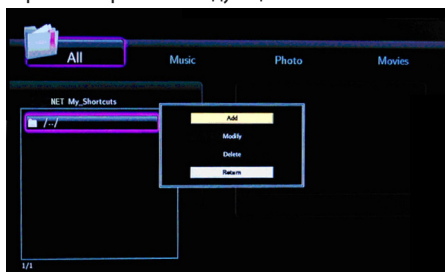 All
Music
Photo
Movies
NET My_Shortcuts
/../
Add
Modify
Delete
Return
1/1